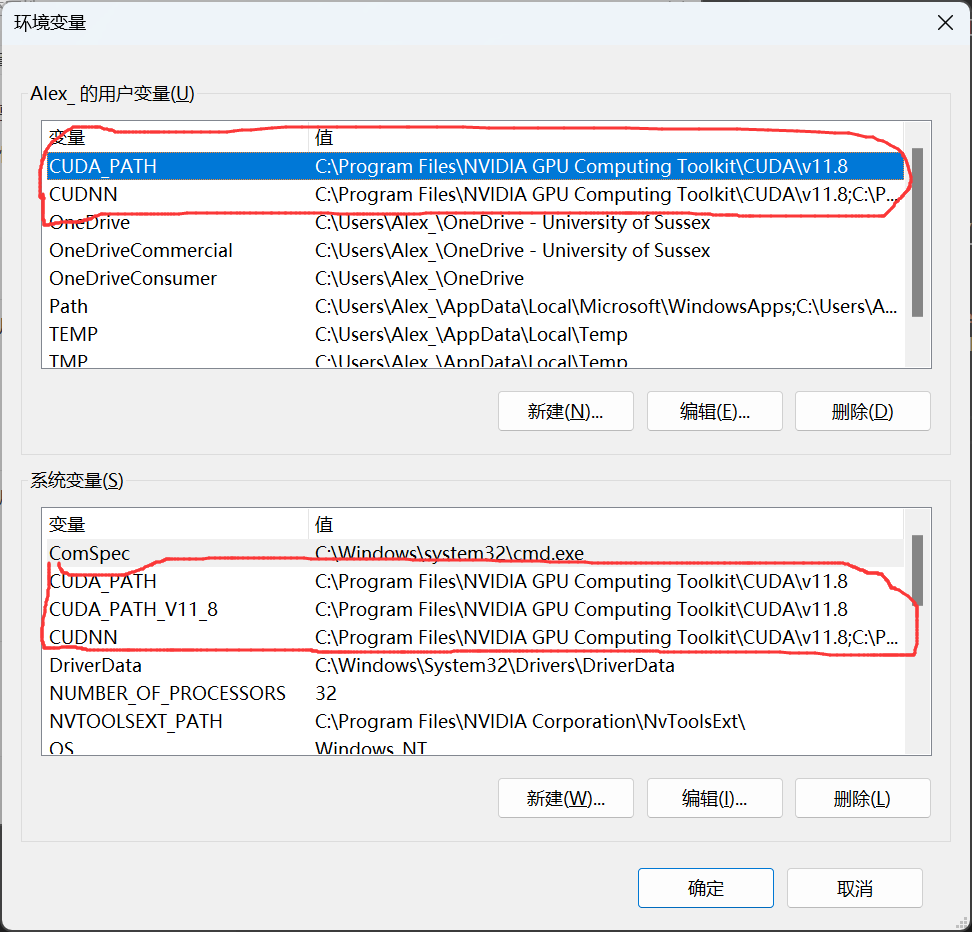 环境变量
Alex_ 的用户变量(U)
变量 值
CUDA_PATH C:\Program Files\NVIDIA GPU Computing Toolkit\CUDA\v11.8
CUDNN C:\Program Files\NVIDIA GPU Computing Toolkit\CUDA\v11.8;C:\P...
OneDrive C:\Users\Alex_\OneDrive - University of Sussex
OneDriveCommercial C:\Users\Alex_\OneDrive - University of Sussex
OneDriveConsumer C:\Users\Alex_\OneDrive
Path C:\Users\Alex_\AppData\Local\Microsoft\WindowsApps;C:\Users\A...
TEMP C:\Users\Alex_\AppData\Local\Temp
TMP C:\Users\Alex_\AppData\Local\Temp
新建(N)... 编辑(E)... 删除(D)
系统变量(S)
变量 值
ComSpec C:\Windows\system32\cmd.exe
CUDA_PATH C:\Program Files\NVIDIA GPU Computing Toolkit\CUDA\v11.8
CUDA_PATH_V11_8 C:\Program Files\NVIDIA GPU Computing Toolkit\CUDA\v11.8
CUDNN C:\Program Files\NVIDIA GPU Computing Toolkit\CUDA\v11.8;C:\P...
DriverData C:\Windows\System32\Drivers\DriverData
NUMBER_OF_PROCESSORS 32
NVTOOLSEXT_PATH C:\Program Files\NVIDIA Corporation\NvToolsExt\
OS Windows_NT
新建(W)... 编辑(I)... 删除(L)
确定 取消